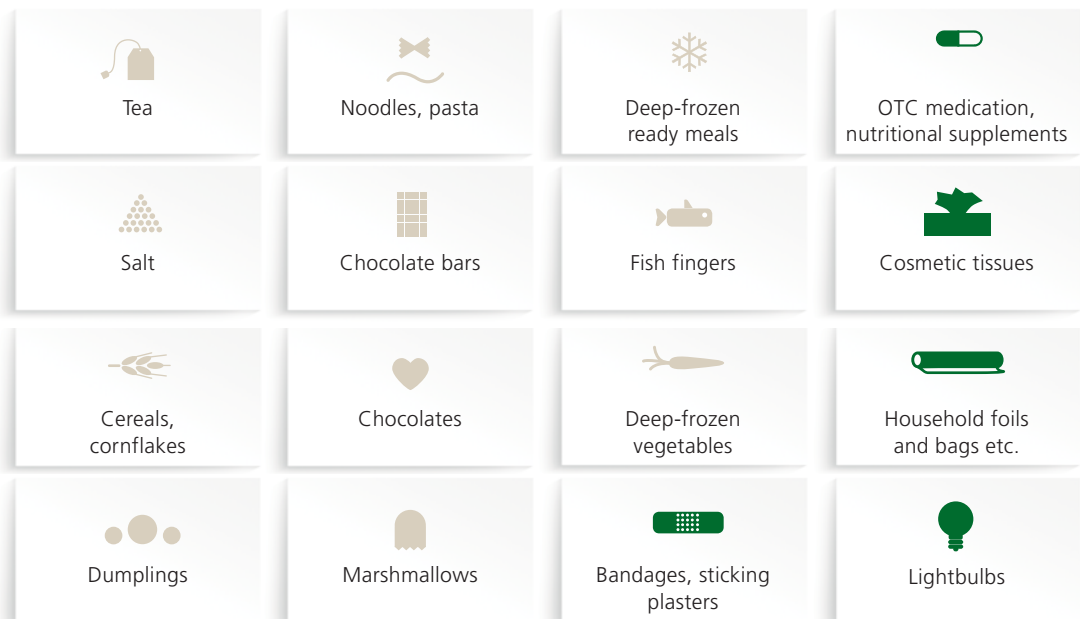 Tea
Noodles, pasta
Deep-frozen
ready meals
OTC medication,
nutritional supplements
Salt
Chocolate bars
Fish fingers
Cosmetic tissues
Cereals,
cornflakes
Chocolates
Deep-frozen
vegetables
Household foils
and bags etc.
Dumplings
Marshmallows
Bandages, sticking
plasters
Lightbulbs